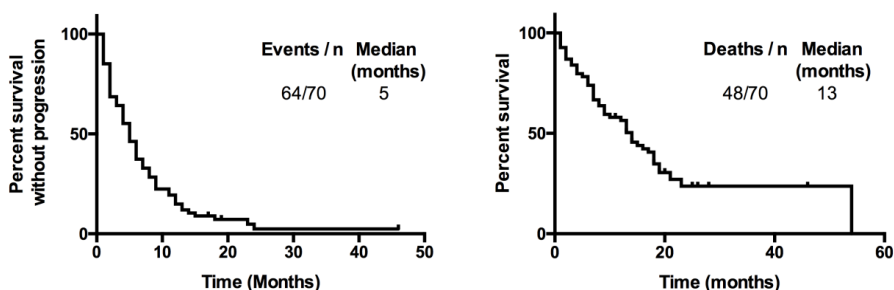 Percent survival
without progression
100
50
0
Events / n Median
(months)
64/70 5
0 10 20 30 40 50
Time (Months)
Percent survival
100
50
0
Deaths / n Median
(months)
48/70 13
0 20 40 60
Time (months)